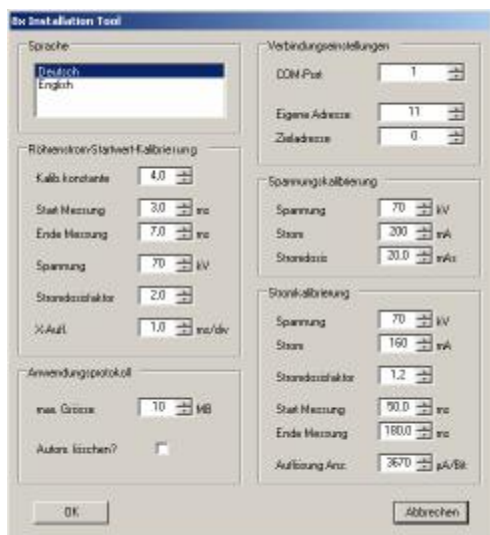 8x Installation Tool
Sprache
Deutsch
English
Röhrenstrom-Startwert-Kalibrierung
Kalib.konstante 4,0
Start Messung 3,0 ms
Ende Messung 7,0 ms
Spannung 70 kV
Stromdosisfaktor 2,0
X-Aufl. 1,0 ms/div
Anwendungsprotokoll
max. Grösse 10 MB
Autom. löschen?
Verbindungseinstellungen
COM-Port 1
Eigene Adresse 11
Zieladresse 0
Spannungskalibrierung
Spannung 70 kV
Strom 200 mA
Stromdosis 20,0 mAs
Stromkalibrierung
Spannung 70 kV
Strom 160 mA
Stromdosisfaktor 1,2
Start Messung 90,0 ms
Ende Messung 180,0 ms
Auflösung Anz. 3670 µA/Bit
OK
Abbrechen